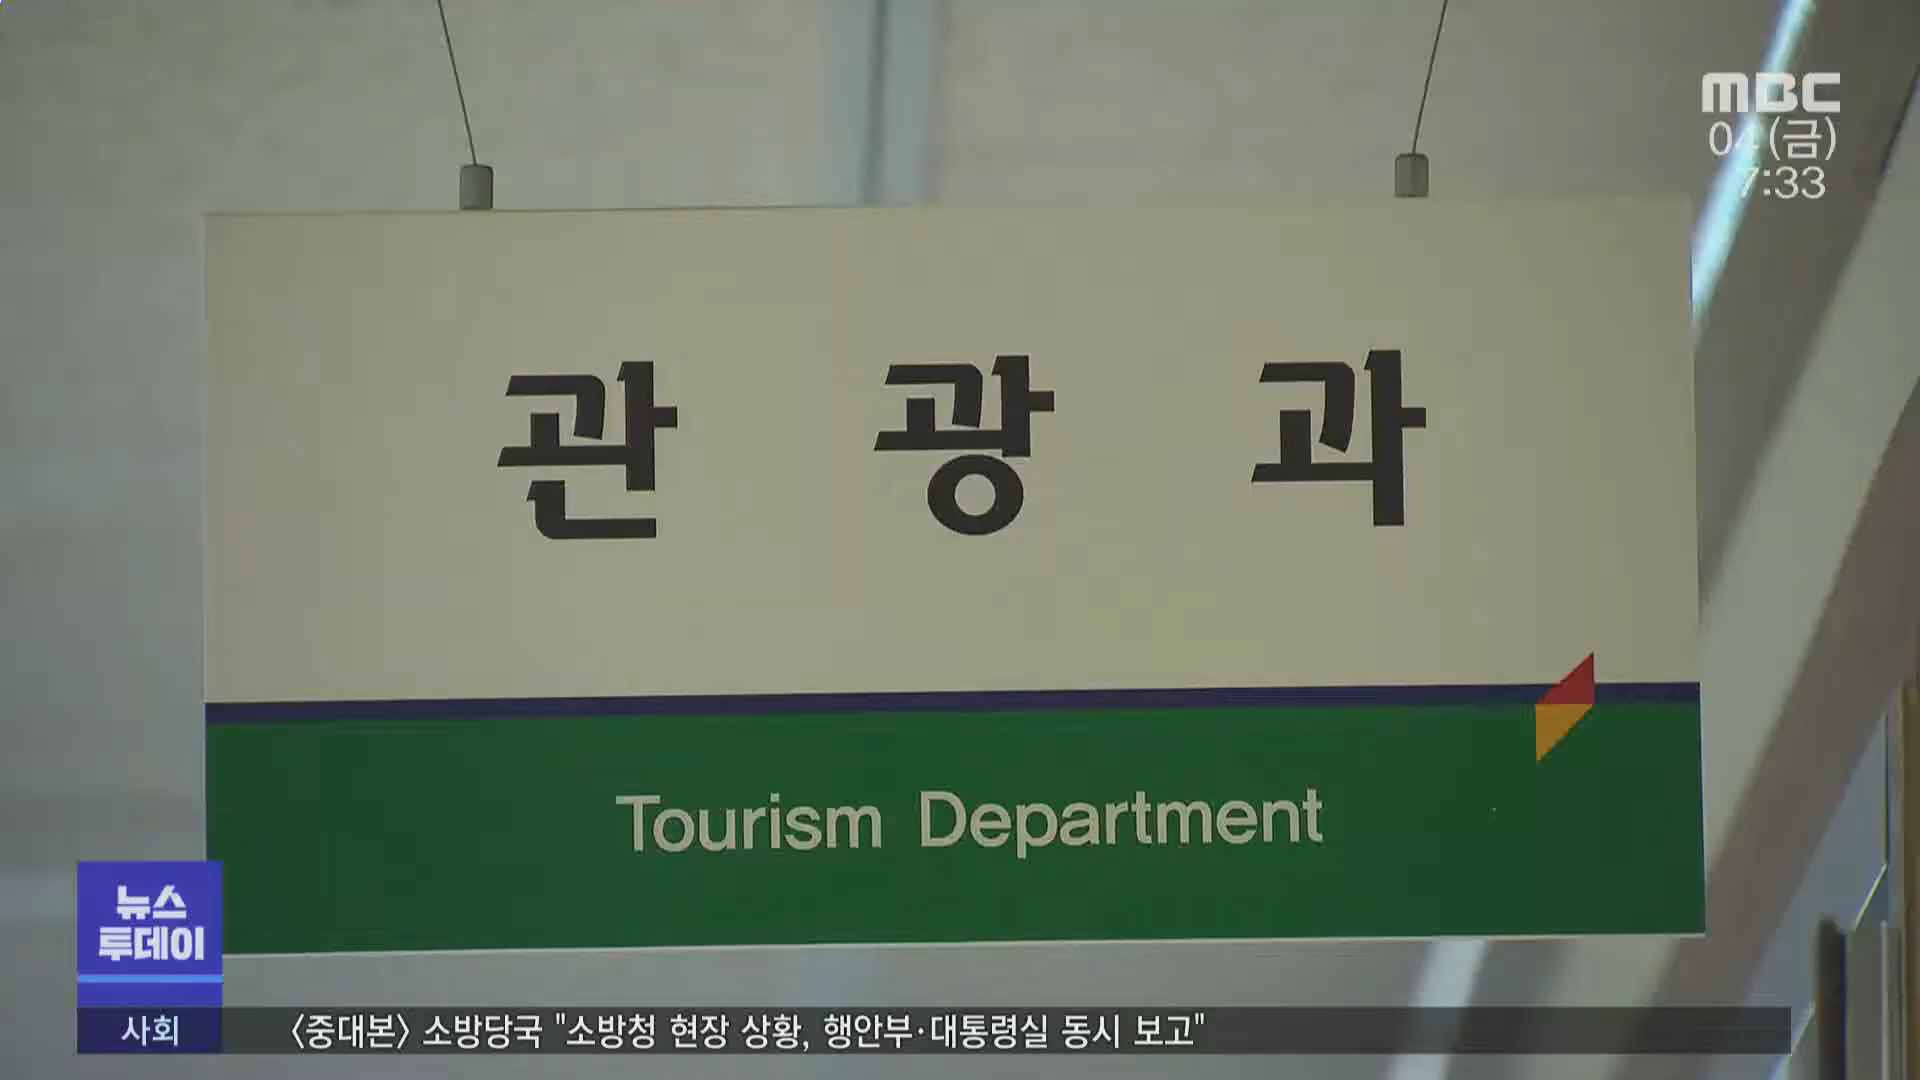 MBC
04(금)
7:33
관 광 과
Tourism Department
뉴스
투데이
사회
〈중대본〉 소방당국 "소방청 현장 상황, 행안부·대통령실 동시 보고"